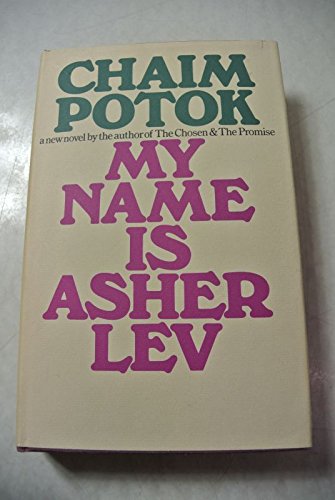 CHAIM
POTOK
a new novel by the author of The Chosen & The Promise
MY
NAME
IS
ASHER
LEV